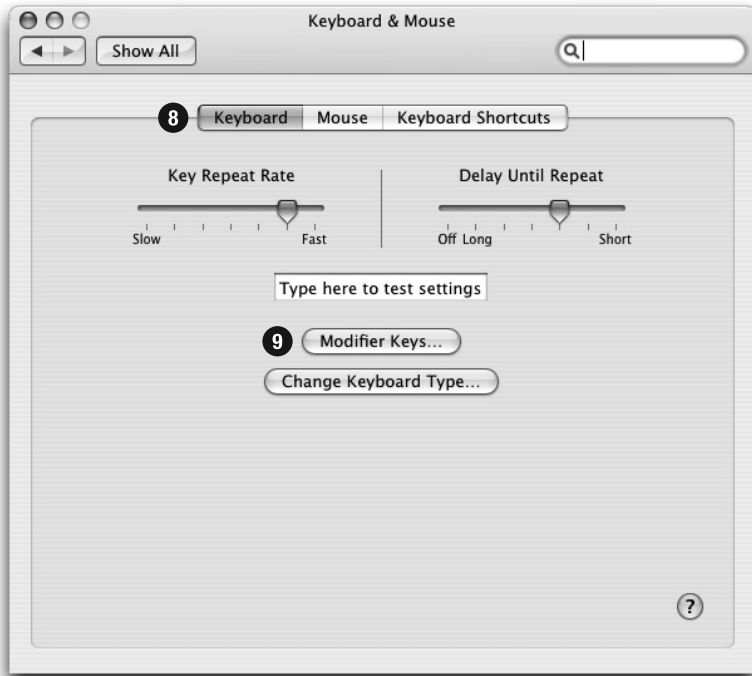 Keyboard & Mouse
Show All
8 Keyboard Mouse Keyboard Shortcuts
Key Repeat Rate Delay Until Repeat
Slow Fast Off Long Short
Type here to test settings
9 Modifier Keys...
Change Keyboard Type...
?